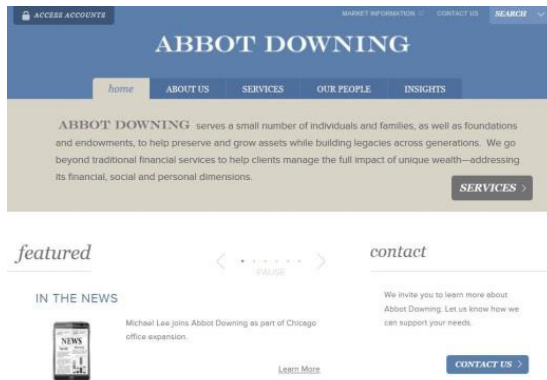 ACCESS ACCOUNTS
MARKET INFORMATION
CONTACT US
SEARCH
ABBOT DOWNING
home
ABOUT US
SERVICES
OUR PEOPLE
INSIGHTS
ABBOT DOWNING serves a small number of individuals and families, as well as foundations
and endowments, to help preserve and grow assets while building legacies across generations. We go
beyond traditional financial services to help clients manage the full impact of unique wealth—addressing
its financial, social and personal dimensions.
SERVICES >
featured
PAUSE
contact
IN THE NEWS
NEWS
Michael Lee joins Abbot Downing as part of Chicago
office expansion.
Learn More
We invite you to learn more about
Abbot Downing. Let us know how we
can support your needs.
CONTACT US >